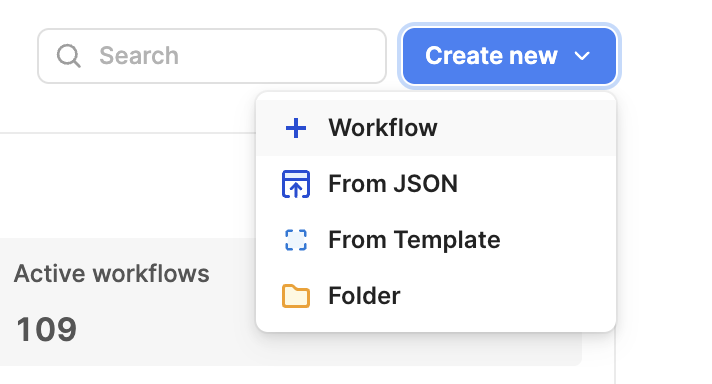 Search
Create new
Workflow
From JSON
From Template
Folder
Active workflows
109